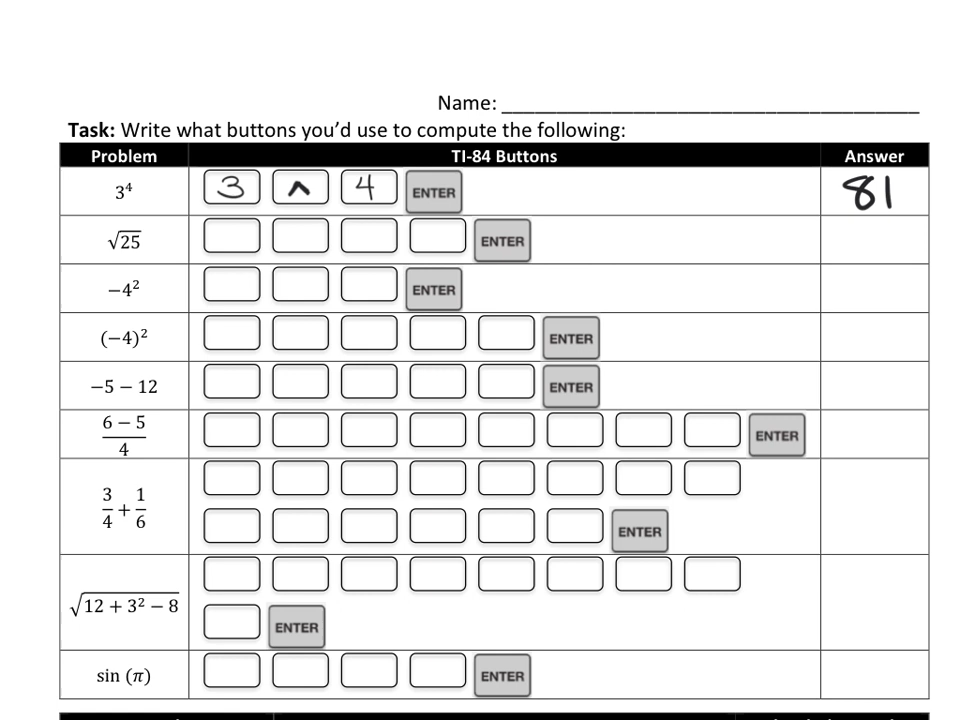 Name: ______________________________________
Task: Write what buttons you’d use to compute the following:
Problem TI-84 Buttons Answer
3⁴ 3 ^ 4 ENTER 81
√25 ENTER
−4² ENTER
(−4)² ENTER
−5 − 12 ENTER
6 − 5
4 ENTER
3/4 + 1/6 ENTER
√12 + 3² − 8 ENTER
sin (π) ENTER